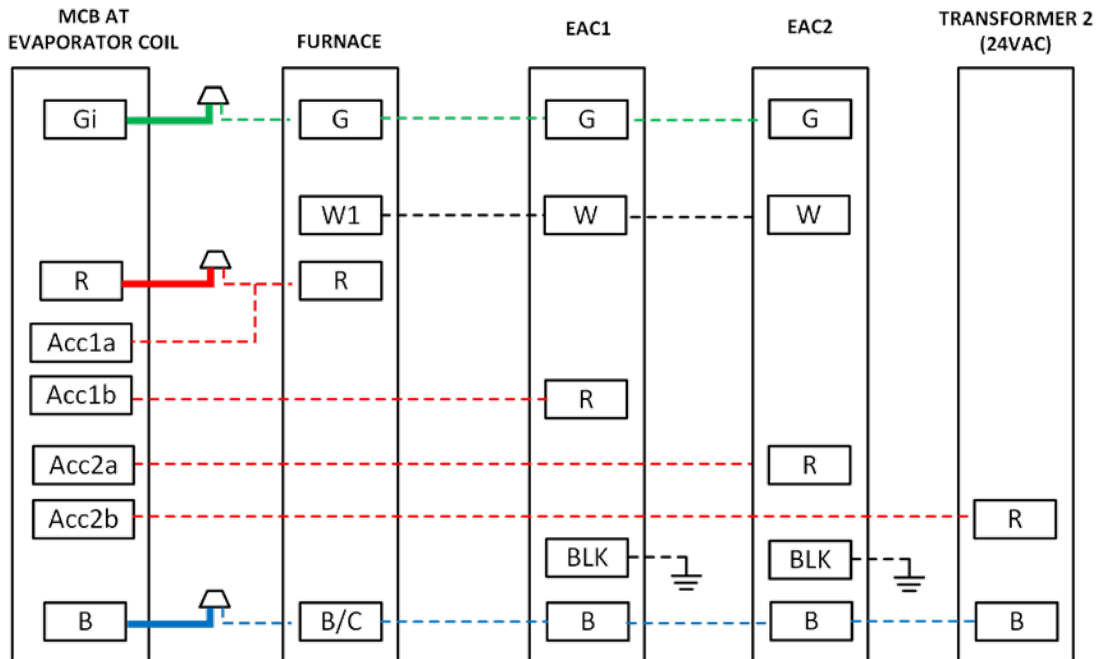 MCB AT
EVAPORATOR COIL
FURNACE
EAC1
EAC2
TRANSFORMER 2
(24VAC)
Gi
G
G
G
W1
W
W
R
R
Acc1a
Acc1b
R
Acc2a
R
Acc2b
R
BLK
BLK
B
B/C
B
B
B